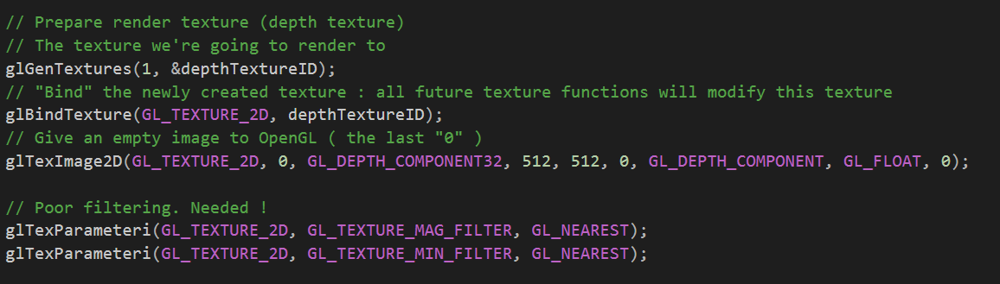 // Prepare render texture (depth texture)
// The texture we're going to render to
glGenTextures(1, &depthTextureID);
// "Bind" the newly created texture : all future texture functions will modify this texture
glBindTexture(GL_TEXTURE_2D, depthTextureID);
// Give an empty image to OpenGL ( the last "0" )
glTexImage2D(GL_TEXTURE_2D, 0, GL_DEPTH_COMPONENT32, 512, 512, 0, GL_DEPTH_COMPONENT, GL_FLOAT, 0);
// Poor filtering. Needed !
glTexParameteri(GL_TEXTURE_2D, GL_TEXTURE_MAG_FILTER, GL_NEAREST);
glTexParameteri(GL_TEXTURE_2D, GL_TEXTURE_MIN_FILTER, GL_NEAREST);